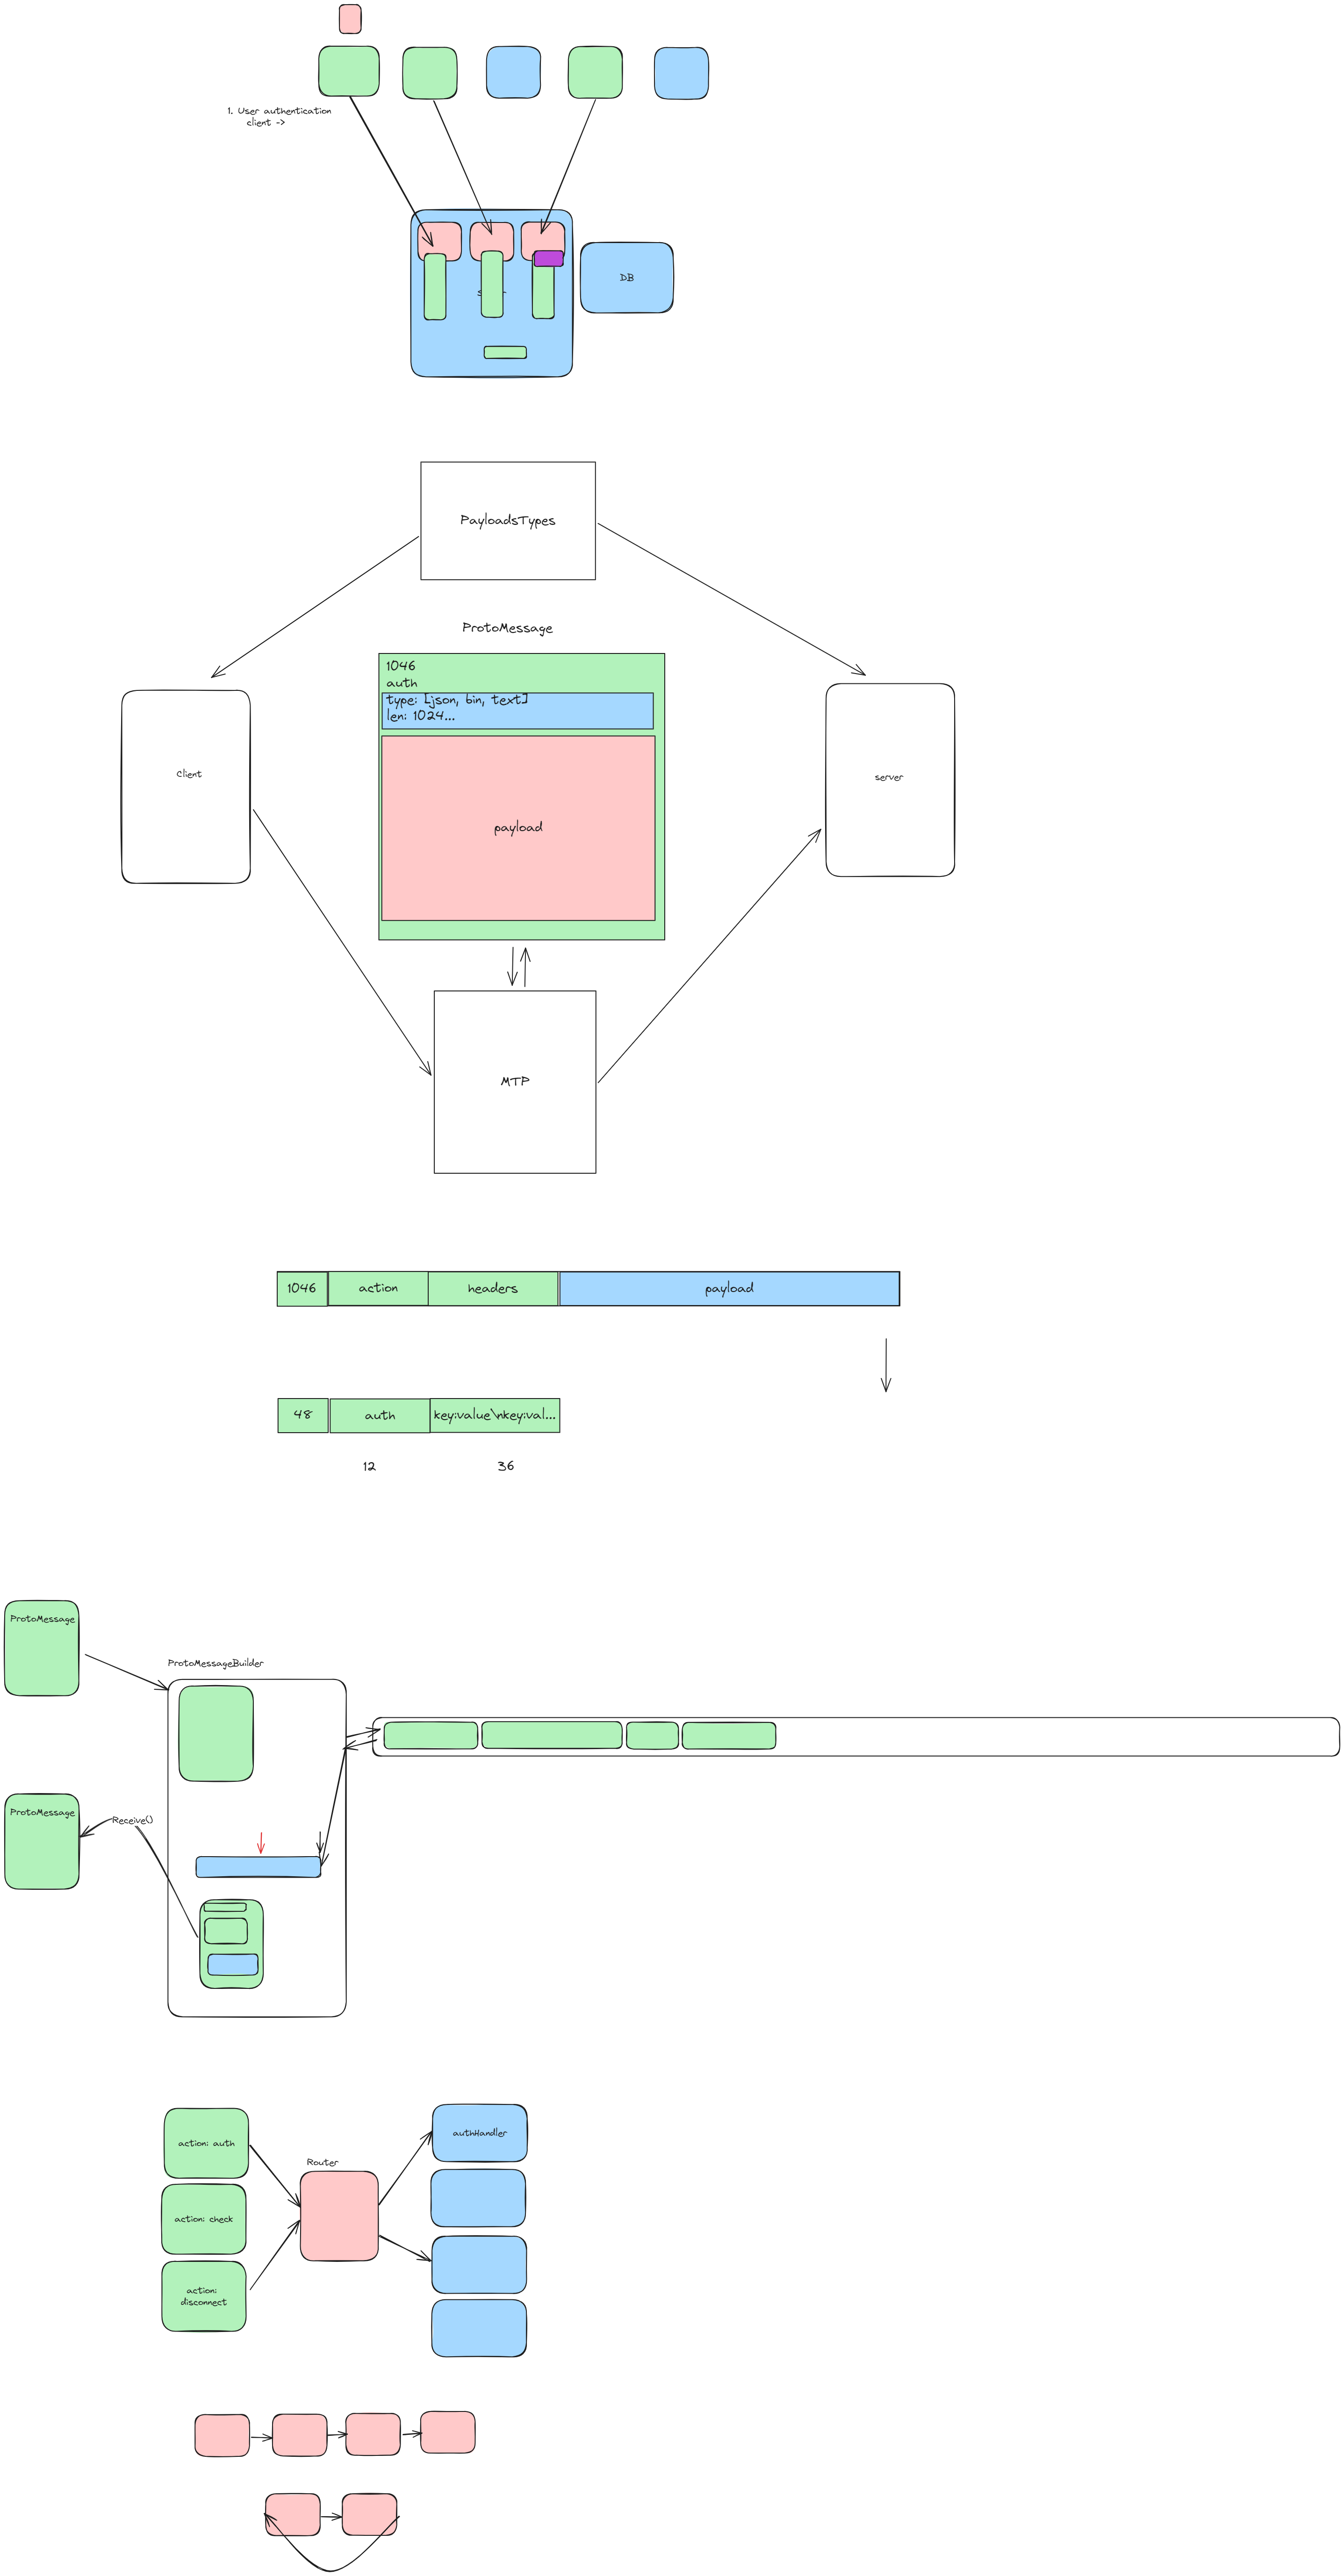 1. User authentication
client ->
DB
PayloadsTypes
ProtoMessage
1046
auth
type: [json, bin, text]
len: 1024...
client
server
payload
MTP
1046 action headers payload
48 auth key:value\nkey:val...
12 36
ProtoMessage
ProtoMessageBuilder
ProtoMessage
Receive()
authHandler
action: auth
Router
action: check
action:
disconnect